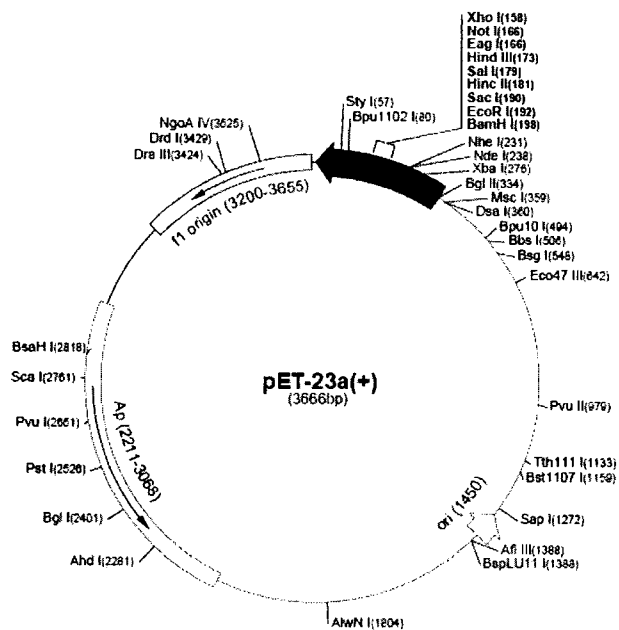 Xho I(158)
Not I(166)
Eag I(166)
Hind III(173)
Sal I(179)
Hinc II(181)
Sac I(190)
EcoR I(192)
BamH I(198)
Sty I(57)
Bpu1102 I(80)
NgoA IV(3525)
Drd I(3429)
Dra III(3424)
Nhe I(231)
Nde I(238)
Xba I(276)
Bgl II(334)
Msc I(359)
Dsa I(360)
Bpu10 I(494)
Bbs I(506)
Bsg I(548)
Eco47 III(642)
f1 origin (3200-3655)
BsaH I(2818)
Sca I(2761)
Pvu I(2651)
Pst I(2526)
Bgl I(2401)
Ahd I(2281)
Ap (2211-3068)
pET-23a(+)
(3666bp)
Pvu II(979)
Tth111 I(1133)
Bst1107 I(1159)
Sap I(1272)
ori (1450)
Afl III(1388)
BspLU11 I(1388)
AlwN I(1804)